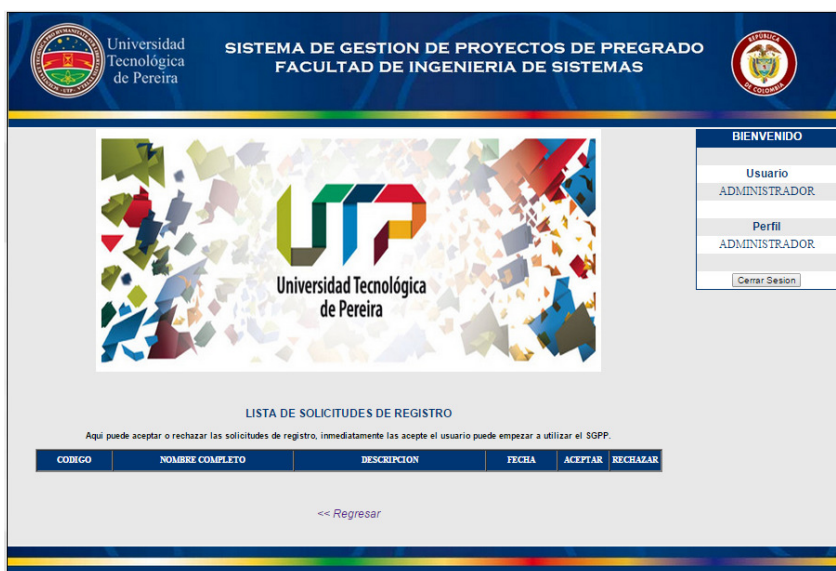 Universidad
Tecnológica
de Pereira
SISTEMA DE GESTION DE PROYECTOS DE PREGRADO
FACULTAD DE INGENIERIA DE SISTEMAS
REPÚBLICA
DE COLOMBIA
BIENVENIDO
Usuario
ADMINISTRADOR
Perfil
ADMINISTRADOR
Cerrar Sesion
UTP
Universidad Tecnológica
de Pereira
LISTA DE SOLICITUDES DE REGISTRO
Aqui puede aceptar o rechazar las solicitudes de registro, inmediatamente las acepte el usuario puede empezar a utilizar el SGPP.
CODIGO NOMBRE COMPLETO DESCRIPCION FECHA ACEPTAR RECHAZAR
<< Regresar